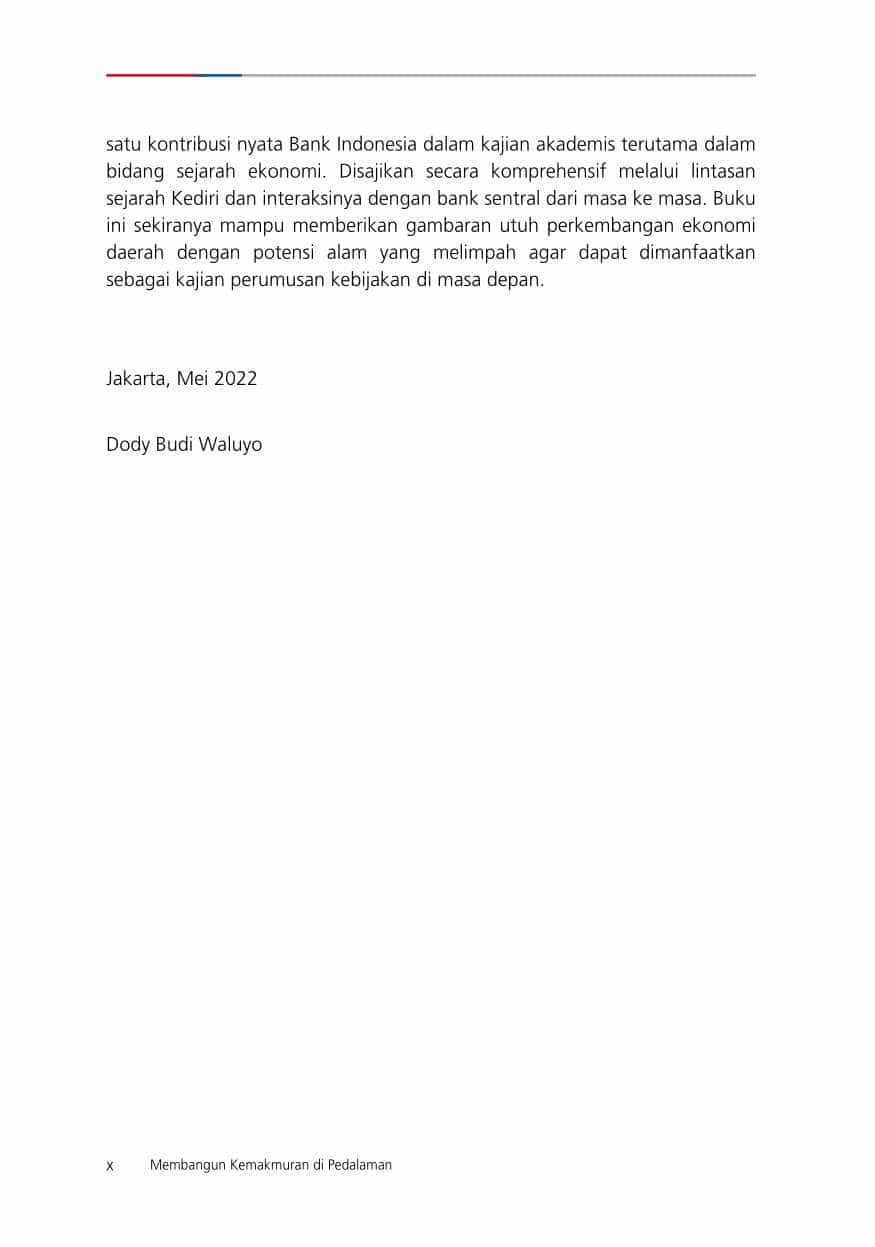 satu kontribusi nyata Bank Indonesia dalam kajian akademis terutama dalam
bidang sejarah ekonomi. Disajikan secara komprehensif melalui lintasan
sejarah Kediri dan interaksinya dengan bank sentral dari masa ke masa. Buku
ini sekiranya mampu memberikan gambaran utuh perkembangan ekonomi
daerah dengan potensi alam yang melimpah agar dapat dimanfaatkan
sebagai kajian perumusan kebijakan di masa depan.
Jakarta, Mei 2022
Dody Budi Waluyo
x Membangun Kemakmuran di Pedalaman